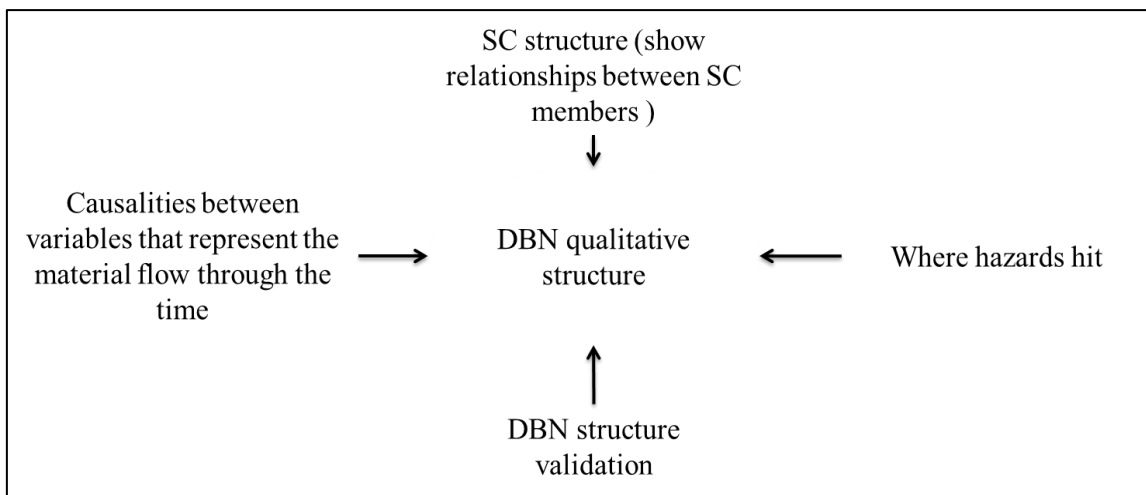 SC structure (show
relationships between SC
members )
Causalities between
variables that represent the
material flow through the
time
DBN qualitative
structure
Where hazards hit
DBN structure
validation